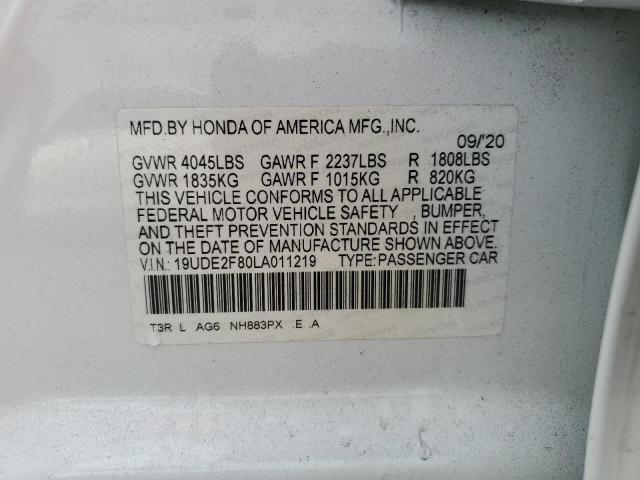 MFD.BY HONDA OF AMERICA MFG.,INC.
09/'20
GVWR 4045LBS GAWR F 2237LBS R 1808LBS
GVWR 1835KG GAWR F 1015KG R 820KG
THIS VEHICLE CONFORMS TO ALL APPLICABLE
FEDERAL MOTOR VEHICLE SAFETY , BUMPER,
AND THEFT PREVENTION STANDARDS IN EFFECT
ON THE DATE OF MANUFACTURE SHOWN ABOVE.
V.I.N.: 19UDE2F80LA011219 TYPE:PASSENGER CAR
T3R L AG6 NH883PX .E .A